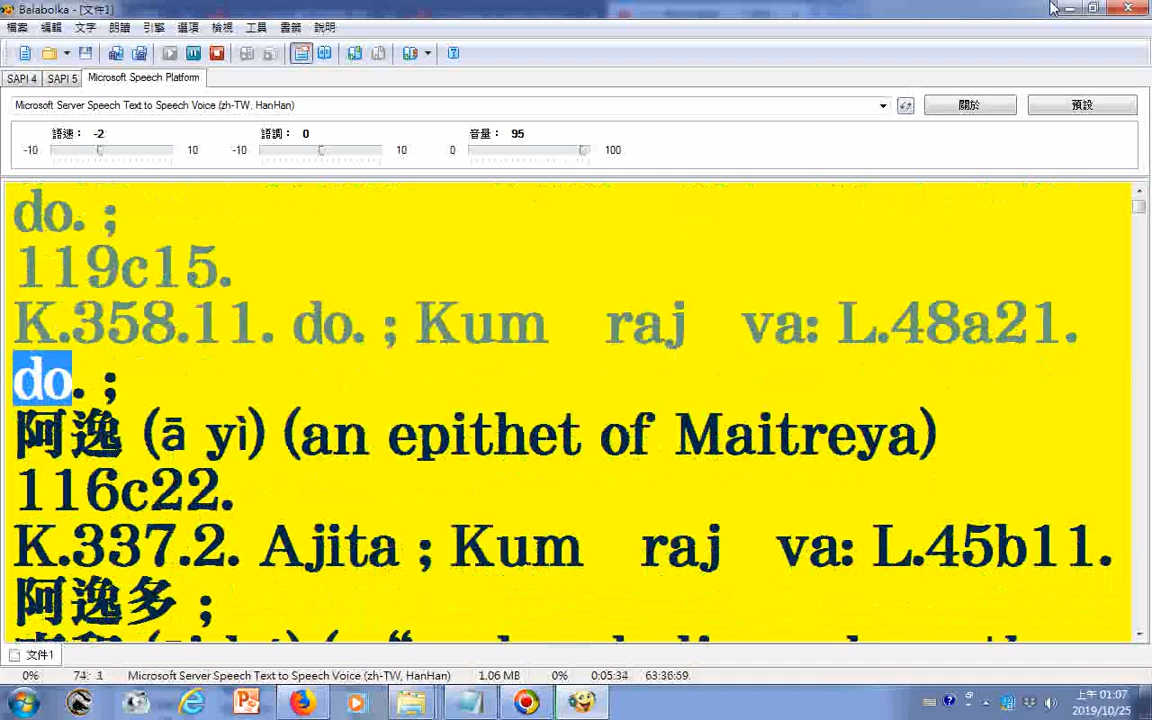 Balabolka - [文件1]
檔案 編輯 文字 朗讀 引擎 選項 檢視 工具 書籤 說明
SAPI 4 SAPI 5 Microsoft Speech Platform
Microsoft Server Speech Text to Speech Voice (zh-TW, HanHan) 關於 預設
語速： -2 語調： 0 音量： 95
-10 10 -10 10 0 100
do. ;
119c15.
K.358.11. do. ; Kum raj va: L.48a21.
do. ;
阿逸 (ā yì) (an epithet of Maitreya)
116c22.
K.337.2. Ajita ; Kum raj va: L.45b11.
阿逸多 ;
文件1
0% 74: 1 Microsoft Server Speech Text to Speech Voice (zh-TW, HanHan) 1.06 MB 0% 0:05:34 63:36:59.
上午 01:07
2019/10/25